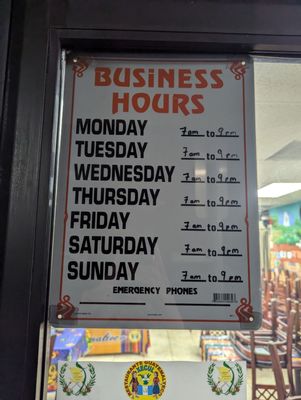 BUSINESS
HOURS
MONDAY 7am to 9pm
TUESDAY 7am to 9pm
WEDNESDAY 7am to 9pm
THURSDAY 7am to 9pm
FRIDAY 7am to 9pm
SATURDAY 7am to 9pm
SUNDAY 7am to 9pm
EMERGENCY PHONES